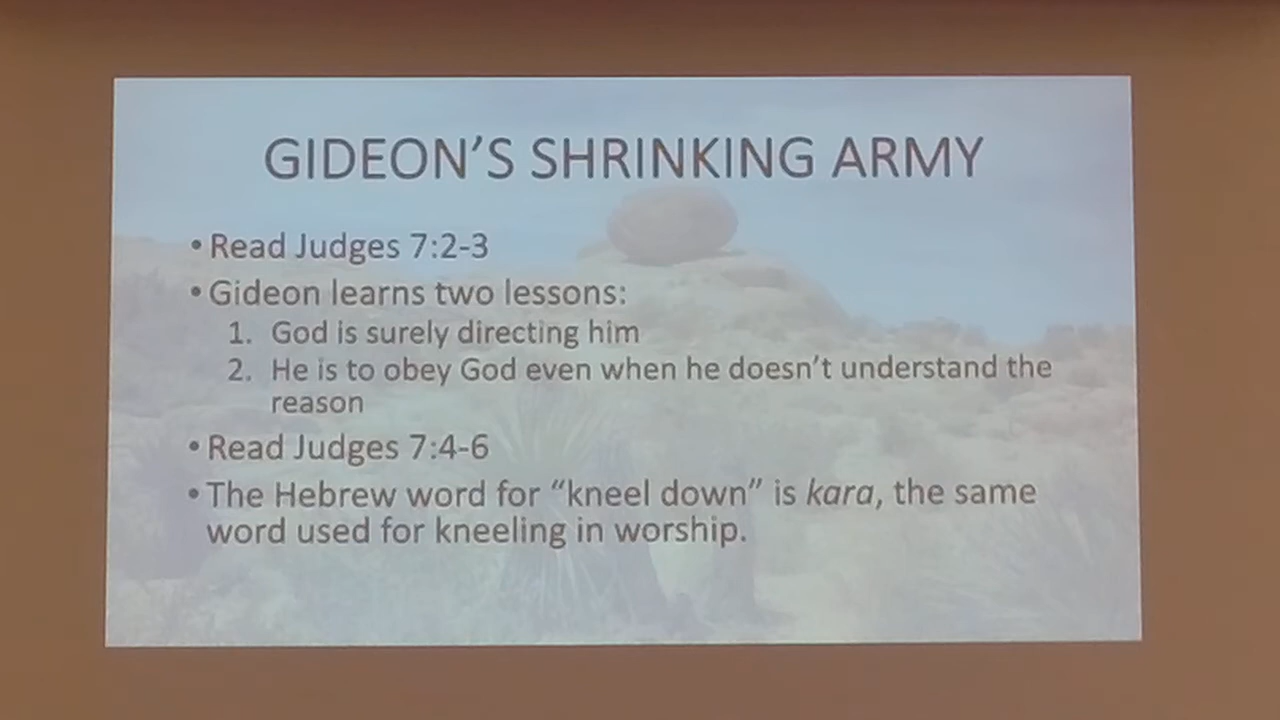 GIDEON'S SHRINKING ARMY
• Read Judges 7:2-3
• Gideon learns two lessons:
1. God is surely directing him
2. He is to obey God even when he doesn't understand the
reason
• Read Judges 7:4-6
• The Hebrew word for “kneel down” is kara, the same
word used for kneeling in worship.